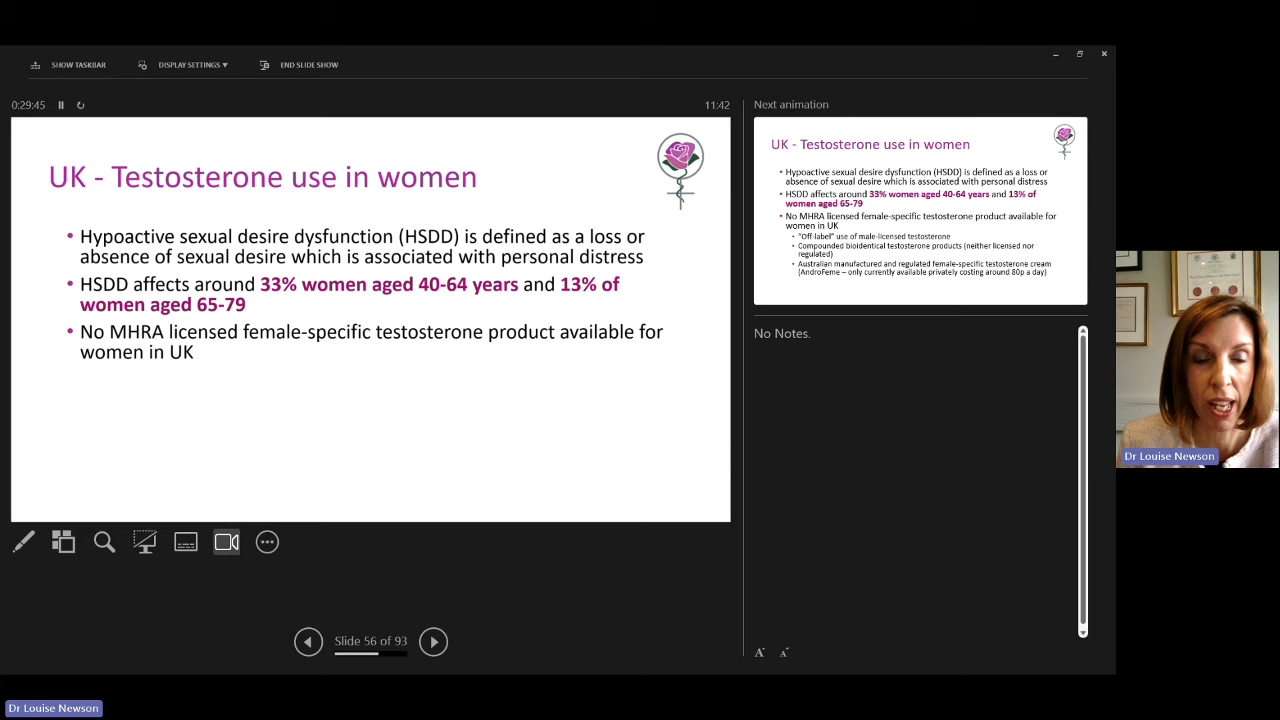 SHOW TASKBAR
DISPLAY SETTINGS ▼
END SLIDE SHOW
0:29:45
11:42
UK - Testosterone use in women
• Hypoactive sexual desire dysfunction (HSDD) is defined as a loss or
absence of sexual desire which is associated with personal distress
• HSDD affects around 33% women aged 40-64 years and 13% of
women aged 65-79
• No MHRA licensed female-specific testosterone product available for
women in UK
Slide 56 of 93
Next animation
UK - Testosterone use in women
• Hypoactive sexual desire dysfunction (HSDD) is defined as a loss or
absence of sexual desire which is associated with personal distress
• HSDD affects around 33% women aged 40-64 years and 13% of
women aged 65-79
• No MHRA licensed female-specific testosterone product available for
women in UK
• "Off-label" use of male-licensed testosterone
• Compounded bioidentical testosterone products (neither licensed nor
regulated)
• Australian manufactured and regulated female-specific testosterone cream
(AndroFeme – only currently available privately costing around 80p a day)
No Notes.
A A
Dr Louise Newson
Dr Louise Newson